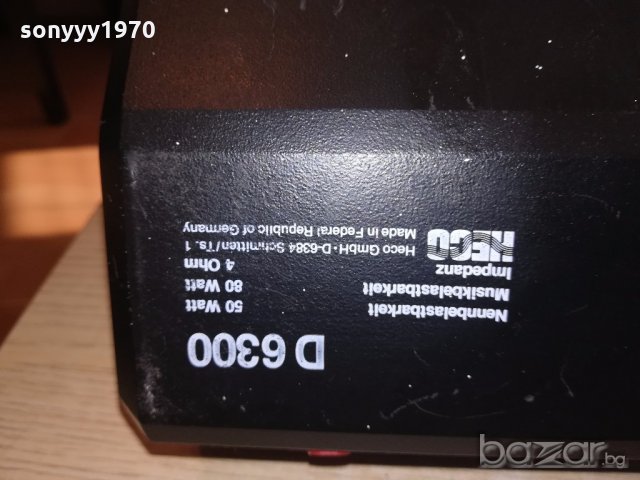 sonyyy1970
D 6300
Nennbelastbarkeit 50 Watt
Musikbelastbarkeit 80 Watt
Impedanz 4 Ohm
HECO
Heco GmbH · D-6384 Schmitten/Ts. 1
Made in Federal Republic of Germany
bazar.bg